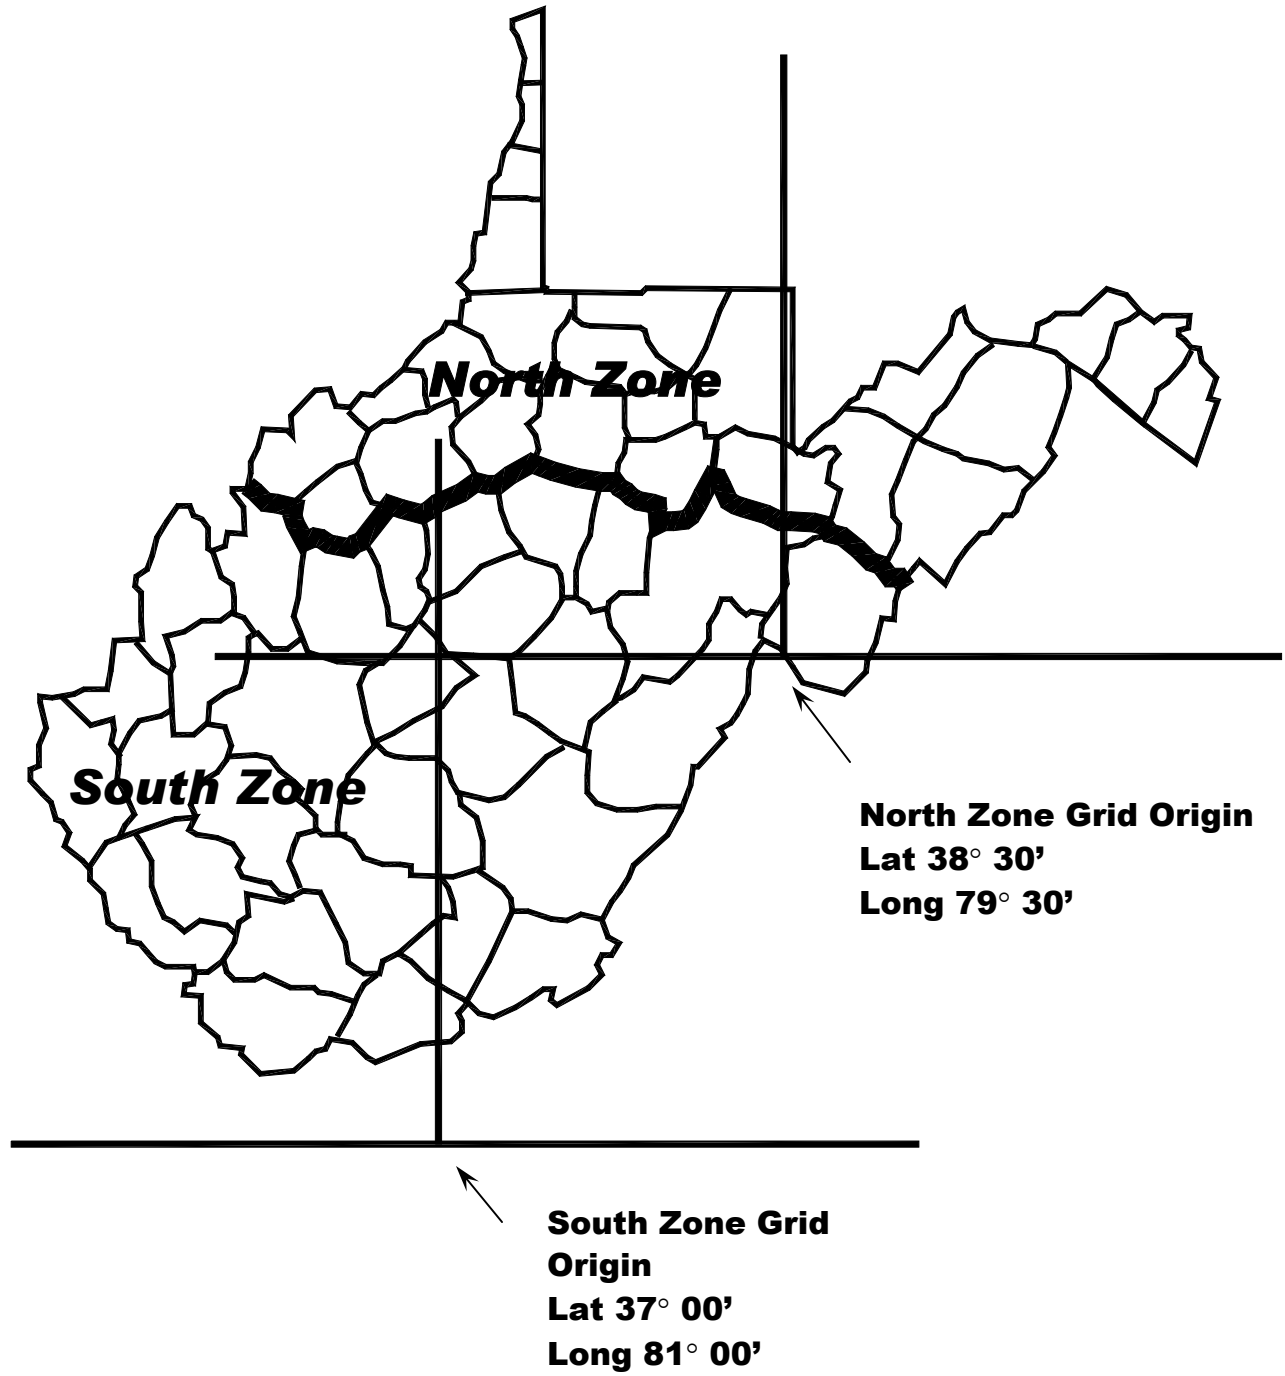 North Zone
South Zone
North Zone Grid Origin
Lat 38° 30’
Long 79° 30’
South Zone Grid
Origin
Lat 37° 00’
Long 81° 00’